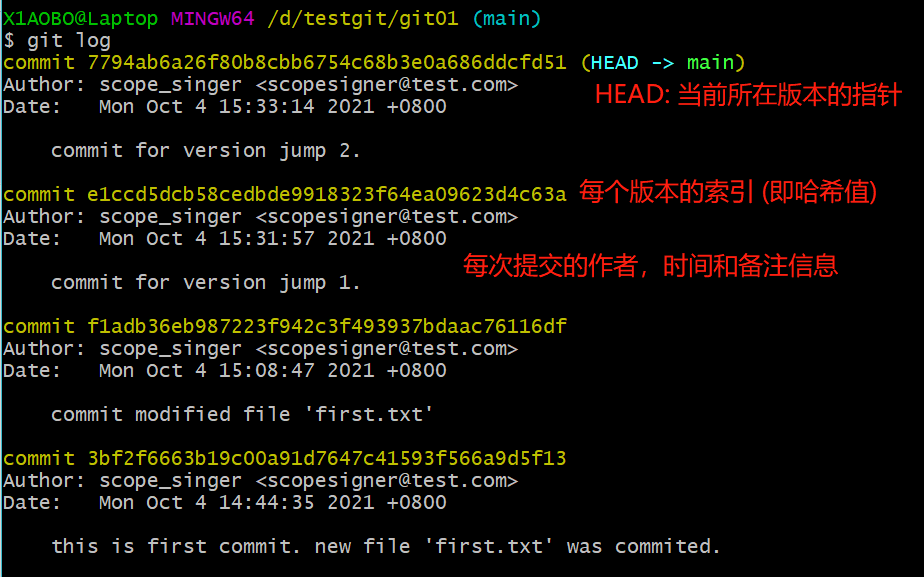 X1AOBO@Laptop MINGW64 /d/testgit/git01 (main)
$ git log
commit 7794ab6a26f80b8cbb6754c68b3e0a686ddcfd51 (HEAD -> main)
Author: scope_singer <scopesigner@test.com>
HEAD: 当前所在版本的指针
Date:   Mon Oct 4 15:33:14 2021 +0800
commit for version jump 2.
commit e1ccd5dcb58cedbde9918323f64ea09623d4c63a 每个版本的索引 (即哈希值)
Author: scope_singer <scopesigner@test.com>
Date:   Mon Oct 4 15:31:57 2021 +0800
每次提交的作者，时间和备注信息
commit for version jump 1.
commit f1adb36eb987223f942c3f493937bdaac76116df
Author: scope_singer <scopesigner@test.com>
Date:   Mon Oct 4 15:08:47 2021 +0800
commit modified file 'first.txt'
commit 3bf2f6663b19c00a91d7647c41593f566a9d5f13
Author: scope_singer <scopesigner@test.com>
Date:   Mon Oct 4 14:44:35 2021 +0800
this is first commit. new file 'first.txt' was commited.